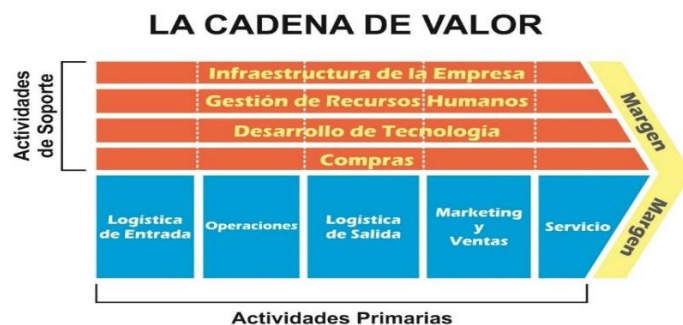 LA CADENA DE VALOR
Actividades
de Soporte
Infraestructura de la Empresa
Gestión de Recursos Humanos
Desarrollo de Tecnología
Compras
Margen
Logística
de Entrada
Operaciones
Logística
de Salida
Marketing
y
Ventas
Servicio
Margen
Actividades Primarias